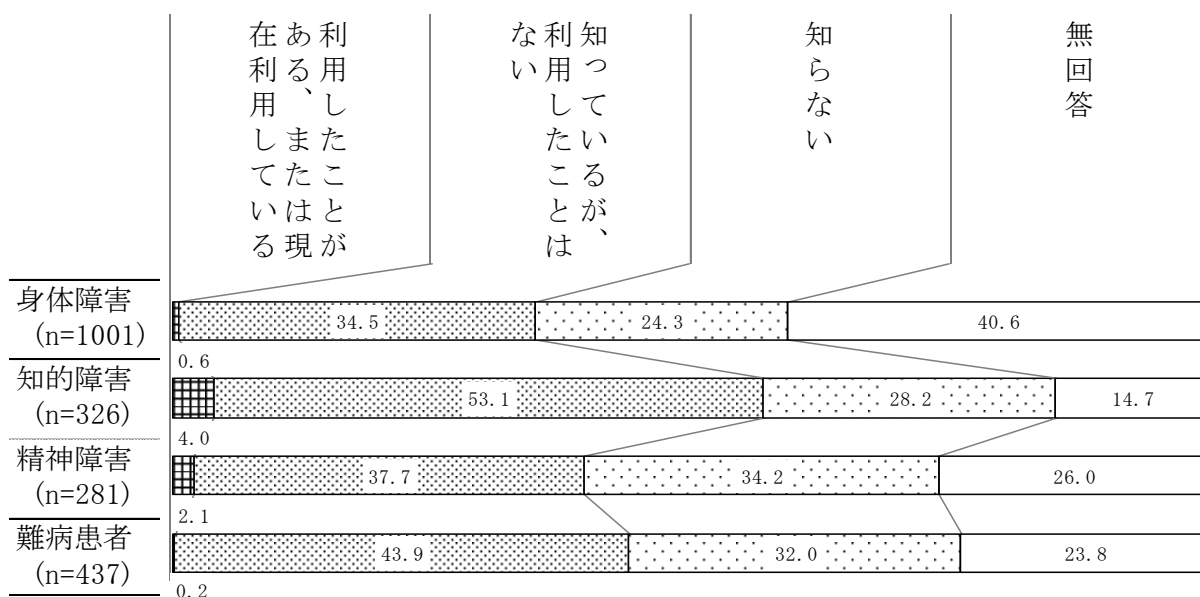 利用したことが
ある、または現
在利用している
知っているが、
利用したことは
ない
知らない
無回答
身体障害
(n=1001)
34.5
24.3
40.6
0.6
知的障害
(n=326)
53.1
28.2
14.7
4.0
精神障害
(n=281)
37.7
34.2
26.0
2.1
難病患者
(n=437)
43.9
32.0
23.8
0.2